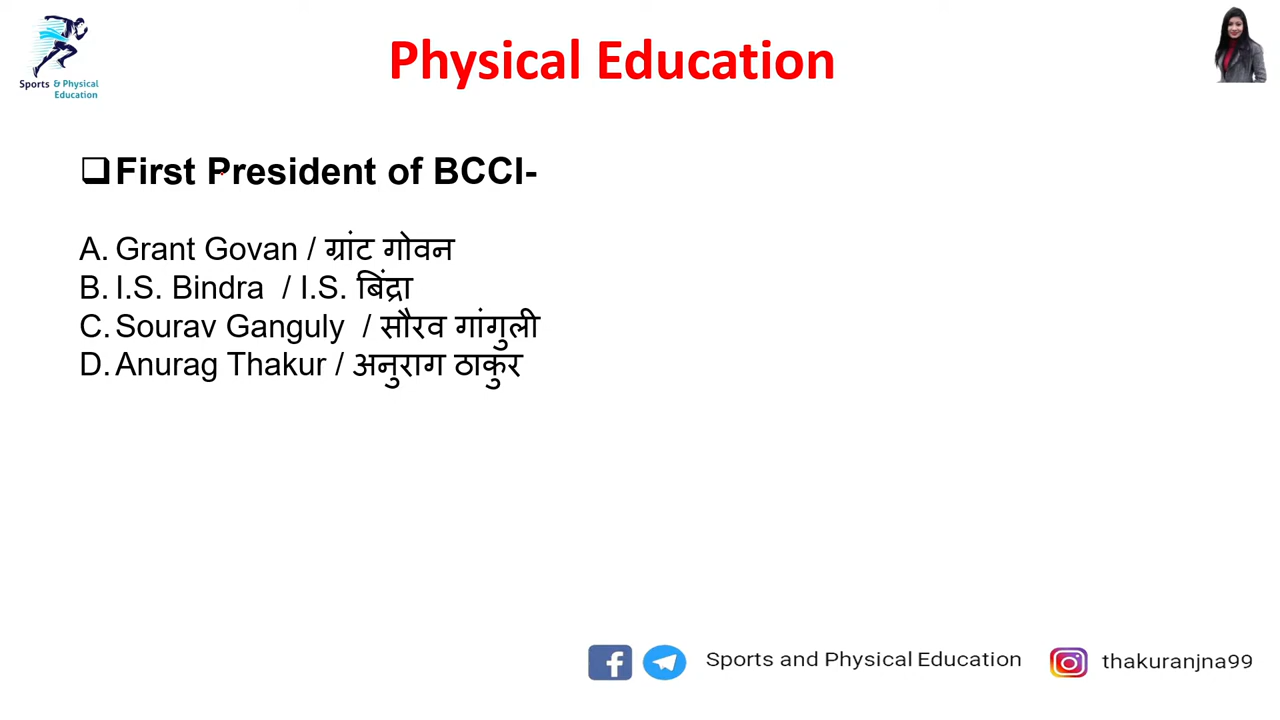 Physical Education
Sports & Physical
Education
First President of BCCI-
A. Grant Govan / ग्रांट गोवन
B. I.S. Bindra / I.S. बिंद्रा
C. Sourav Ganguly / सौरव गांगुली
D. Anurag Thakur / अनुराग ठाकुर
Sports and Physical Education
thakuranjna99